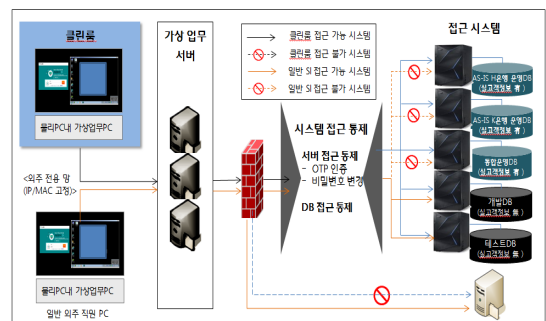 클린룸
물리PC내 가상업무PC
<외주 전용 망
(IP/MAC 고정)>
물리PC내 가상업무PC
일반 외주 직원 PC
가상 업무
서버
클린룸 접근 가능 시스템
클린룸 접근 불가 시스템
일반 SI 접근 가능 시스템
일반 SI 접근 불가 시스템
시스템 접근 통제
서버 접근 통제
- OTP 인증
- 비밀번호 변경
DB 접근 통제
접근 시스템
AS-IS H은행 운영DB
(실고객정보 有)
AS-IS K은행 운영DB
(실고객정보 有)
통합운영DB
(실고객정보 有)
개발DB
(실고객정보 無)
테스트DB
(실고객정보 無)